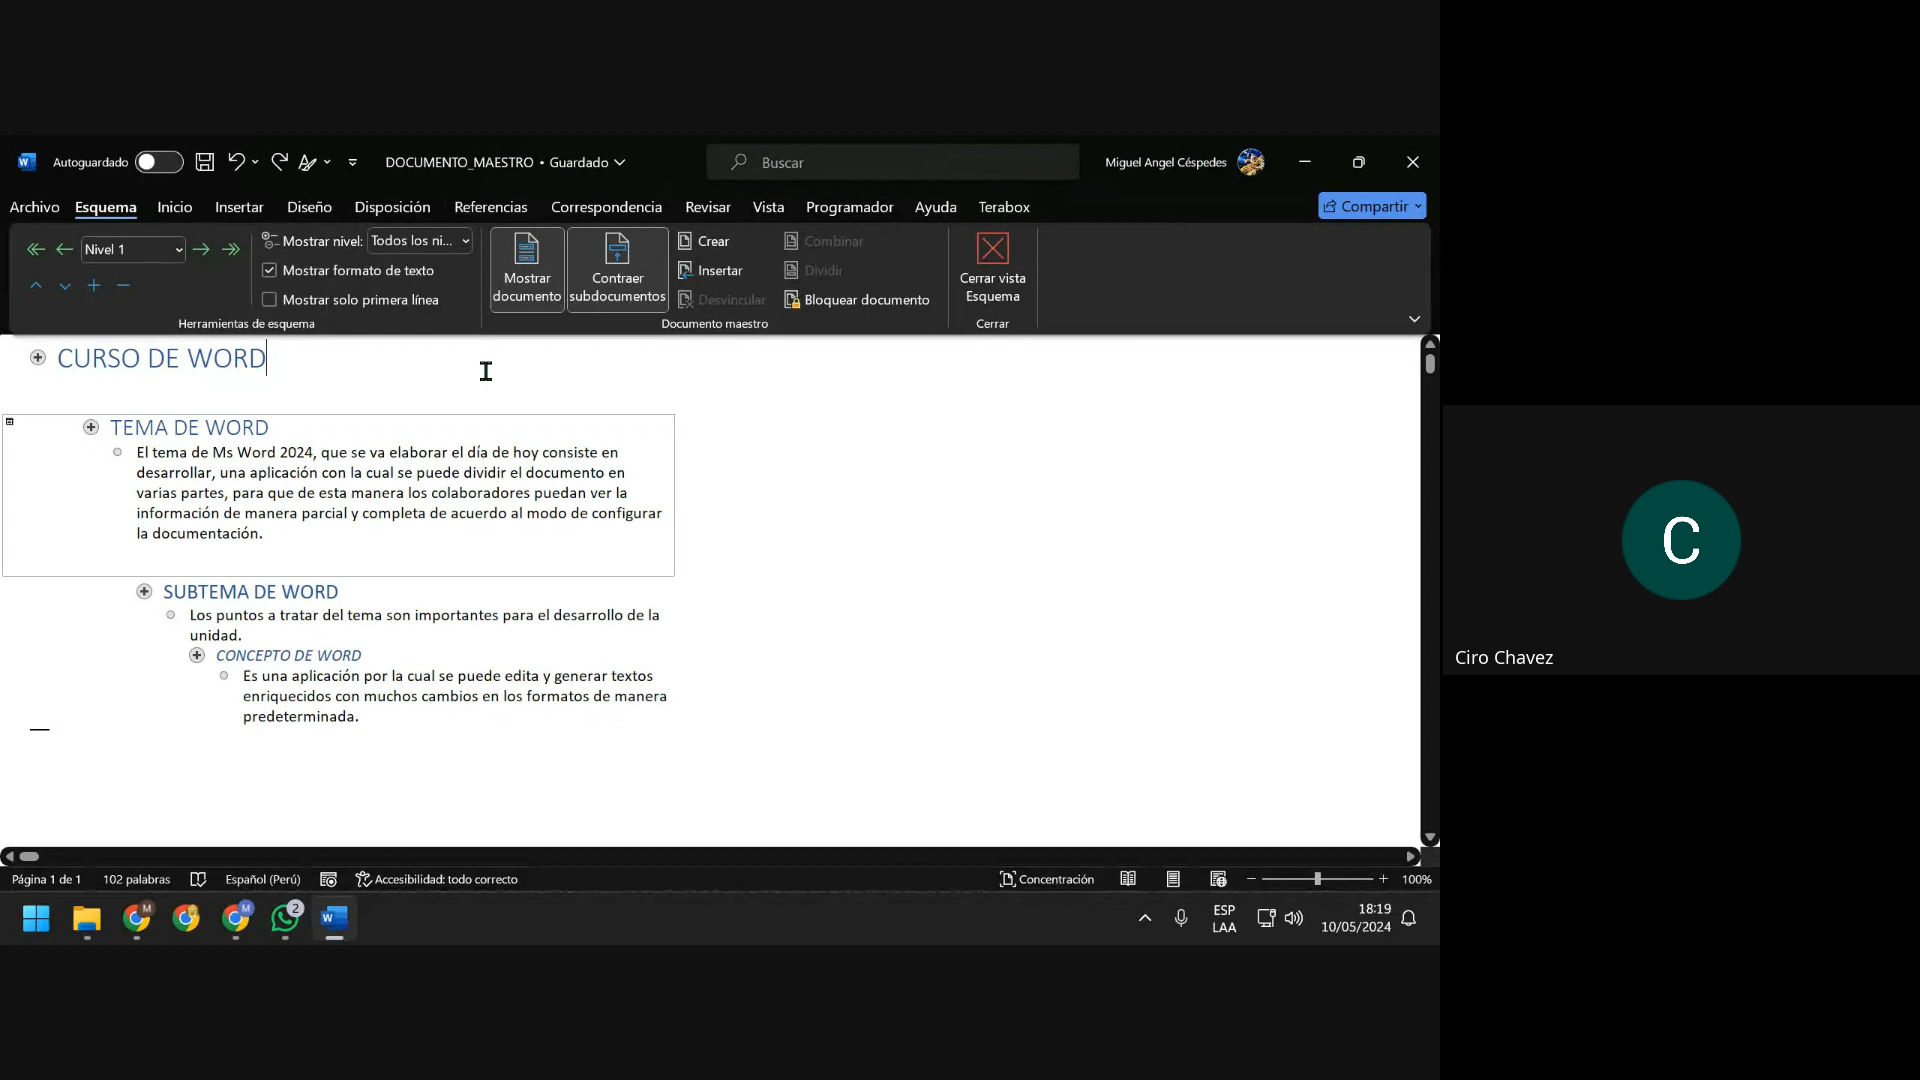 Autoguardado DOCUMENTO_MAESTRO • Guardado Buscar Miguel Angel Céspedes
Archivo Esquema Inicio Insertar Diseño Disposición Referencias Correspondencia Revisar Vista Programador Ayuda Terabox Compartir
Nivel 1
Mostrar nivel: Todos los ni...
Mostrar formato de texto
Mostrar solo primera línea
Herramientas de esquema
Mostrar
documento
Contraer
subdocumentos
Crear
Insertar
Desvincular
Combinar
Dividir
Bloquear documento
Documento maestro
Cerrar vista
Esquema
Cerrar
CURSO DE WORD
TEMA DE WORD
El tema de Ms Word 2024, que se va elaborar el día de hoy consiste en
desarrollar, una aplicación con la cual se puede dividir el documento en
varias partes, para que de esta manera los colaboradores puedan ver la
información de manera parcial y completa de acuerdo al modo de configurar
la documentación.
SUBTEMA DE WORD
Los puntos a tratar del tema son importantes para el desarrollo de la
unidad.
CONCEPTO DE WORD
Es una aplicación por la cual se puede edita y generar textos
enriquecidos con muchos cambios en los formatos de manera
predeterminada.
Página 1 de 1 102 palabras Español (Perú) Accesibilidad: todo correcto Concentración 100%
W M M 2 W
ESP
LAA
18:19
10/05/2024
C
Ciro Chavez